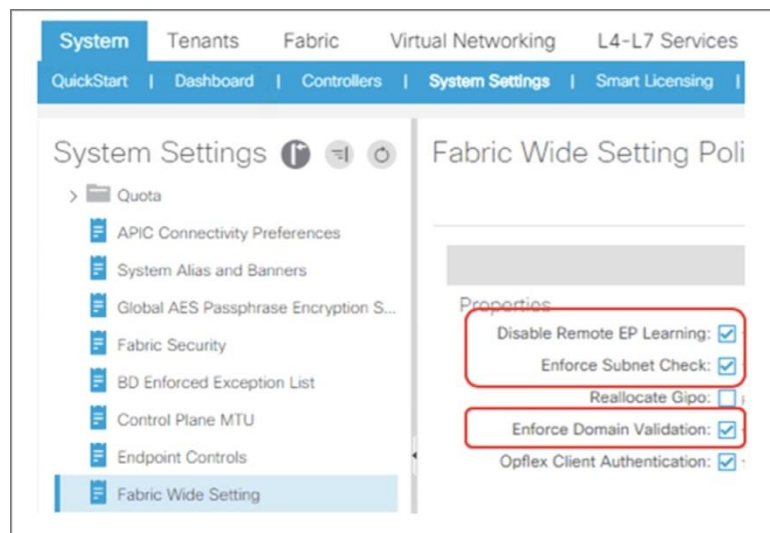 System Tenants Fabric Virtual Networking L4-L7 Services
QuickStart | Dashboard | Controllers | System Settings | Smart Licensing |
System Settings
Fabric Wide Setting Poli
Quota
APIC Connectivity Preferences
System Alias and Banners
Global AES Passphrase Encryption S...
Fabric Security
BD Enforced Exception List
Control Plane MTU
Endpoint Controls
Fabric Wide Setting
Properties
Disable Remote EP Learning:
Enforce Subnet Check:
Reallocate Gipo:
Enforce Domain Validation:
Opflex Client Authentication: